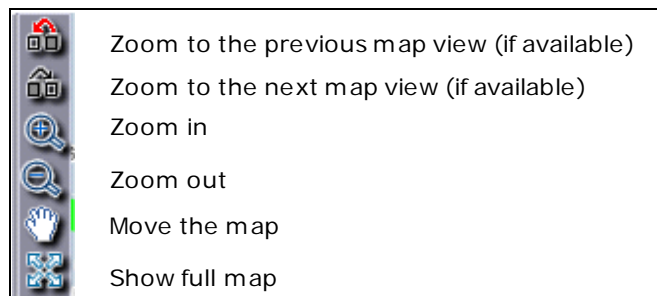 Zoom to the previous map view (if available)
Zoom to the next map view (if available)
Zoom in
Zoom out
Move the map
Show full map